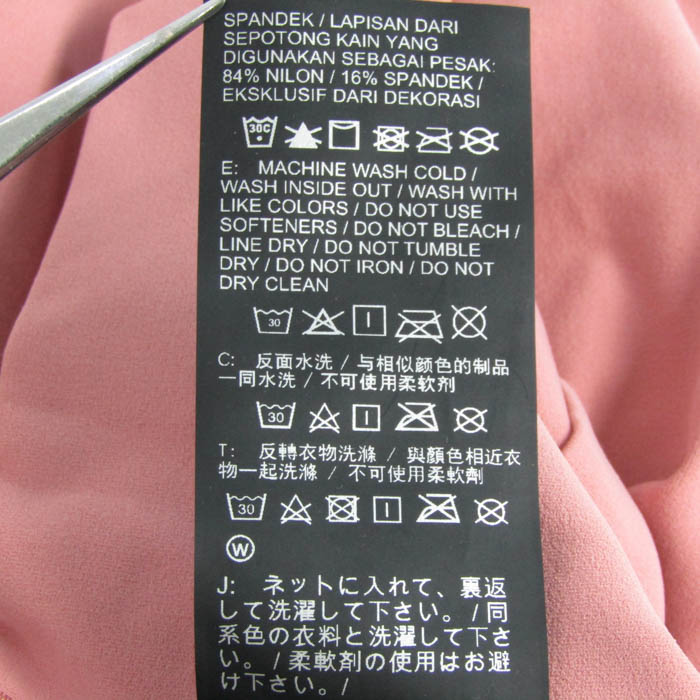 SPANDEK / LAPISAN DARI
SEPOTONG KAIN YANG
DIGUNAKAN SEBAGAI PESAK:
84% NILON / 16% SPANDEK /
EKSKLUSIF DARI DEKORASI
30C
E: MACHINE WASH COLD /
WASH INSIDE OUT / WASH WITH
LIKE COLORS / DO NOT USE
SOFTENERS / DO NOT BLEACH /
LINE DRY / DO NOT TUMBLE
DRY / DO NOT IRON / DO NOT
DRY CLEAN
30
C: 反面水洗 / 与相似颜色的制品
一同水洗 / 不可使用柔软剂
30
T: 反轉衣物洗滌 / 與顏色相近衣
物一起洗滌 / 不可使用柔軟劑
30
W
J: ネットに入れて、裏返
して洗濯して下さい。/ 同
系色の衣料と洗濯して下さ
い。/ 柔軟剤の使用はお避
け下さい。/